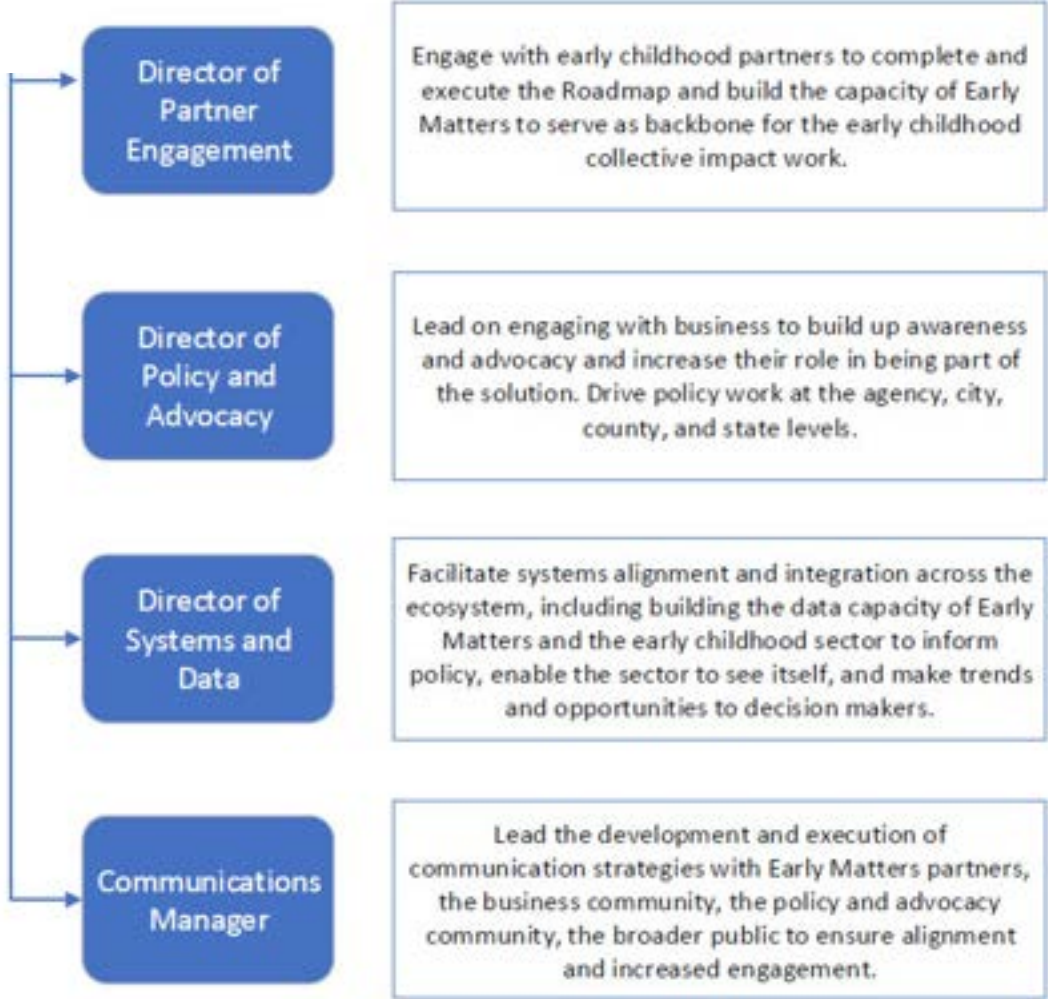 Director of
Partner
Engagement
Engage with early childhood partners to complete and
execute the Roadmap and build the capacity of Early
Matters to serve as backbone for the early childhood
collective impact work.
Director of
Policy and
Advocacy
Lead on engaging with business to build up awareness
and advocacy and increase their role in being part of
the solution. Drive policy work at the agency, city,
county, and state levels.
Director of
Systems and
Data
Facilitate systems alignment and integration across the
ecosystem, including building the data capacity of Early
Matters and the early childhood sector to inform
policy, enable the sector to see itself, and make trends
and opportunities to decision makers.
Communications
Manager
Lead the development and execution of
communication strategies with Early Matters partners,
the business community, the policy and advocacy
community, the broader public to ensure alignment
and increased engagement.